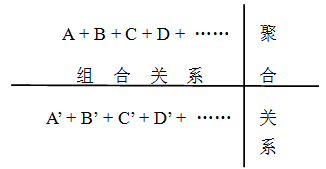 A + B + C + D + …… 聚
组 合 关 系 合
A’ + B’ + C’ + D’ + …… 关
系